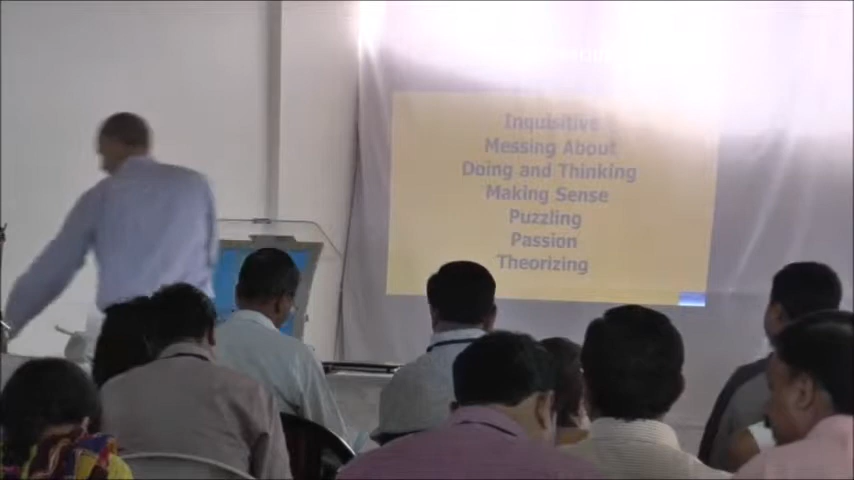 Inquisitive
Messing About
Doing and Thinking
Making Sense
Puzzling
Passion
Theorizing